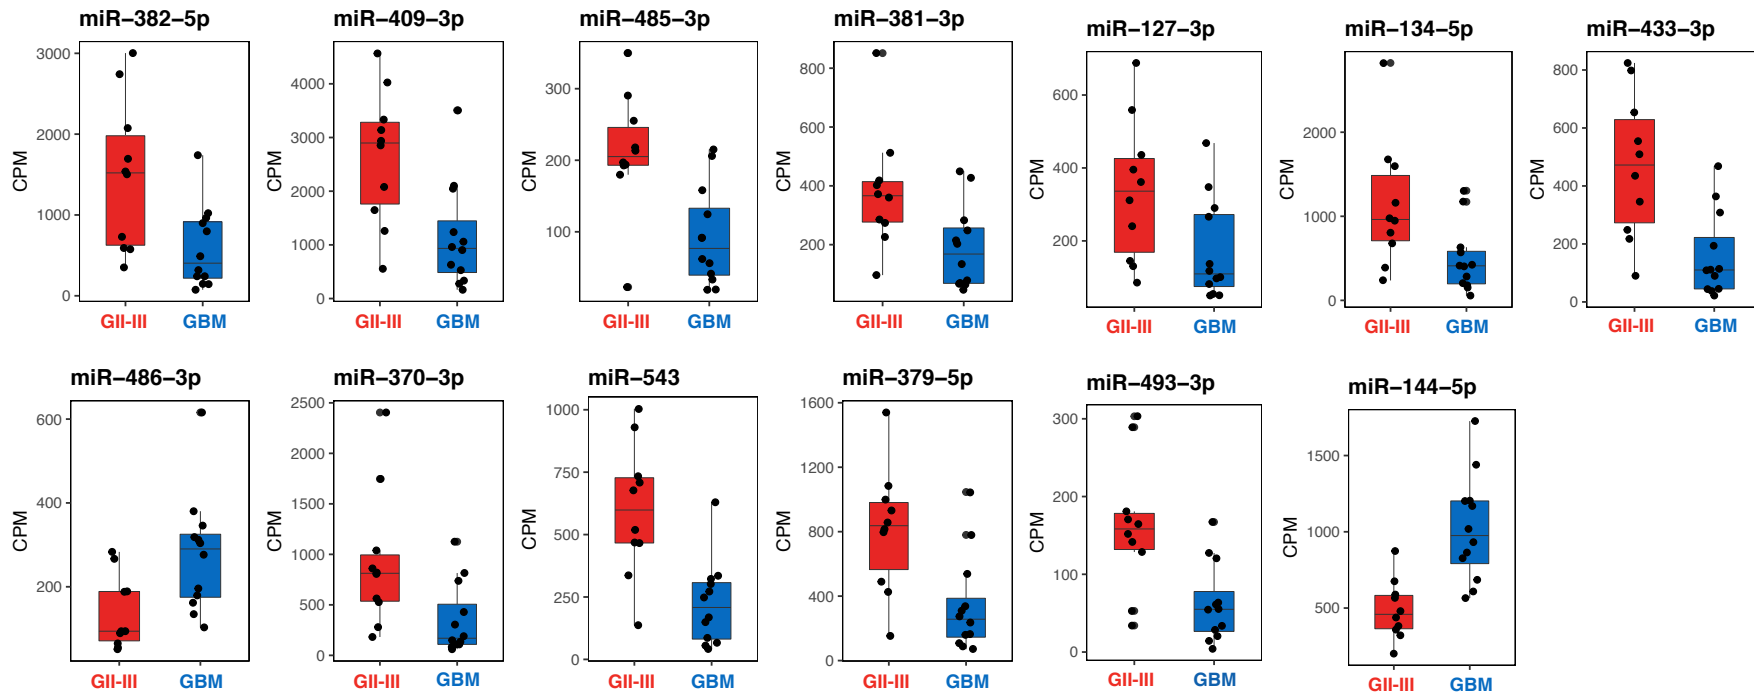 miR−382−5p
CPM
3000
2000
1000
0
GII-III GBM
miR−409−3p
CPM
4000
3000
2000
1000
0
GII-III GBM
miR−485−3p
CPM
300
200
100
GII-III GBM
miR−381−3p
CPM
800
600
400
200
GII-III GBM
miR−127−3p
CPM
600
400
200
GII-III GBM
miR−134−5p
CPM
2000
1000
0
GII-III GBM
miR−433−3p
CPM
800
600
400
200
0
GII-III GBM
miR−486−3p
CPM
600
400
200
GII-III GBM
miR−370−3p
CPM
2500
2000
1500
1000
500
0
GII-III GBM
miR−543
CPM
1000
750
500
250
0
GII-III GBM
miR−379−5p
CPM
1600
1200
800
400
0
GII-III GBM
miR−493−3p
CPM
300
200
100
0
GII-III GBM
miR−144−5p
CPM
1500
1000
500
GII-III GBM